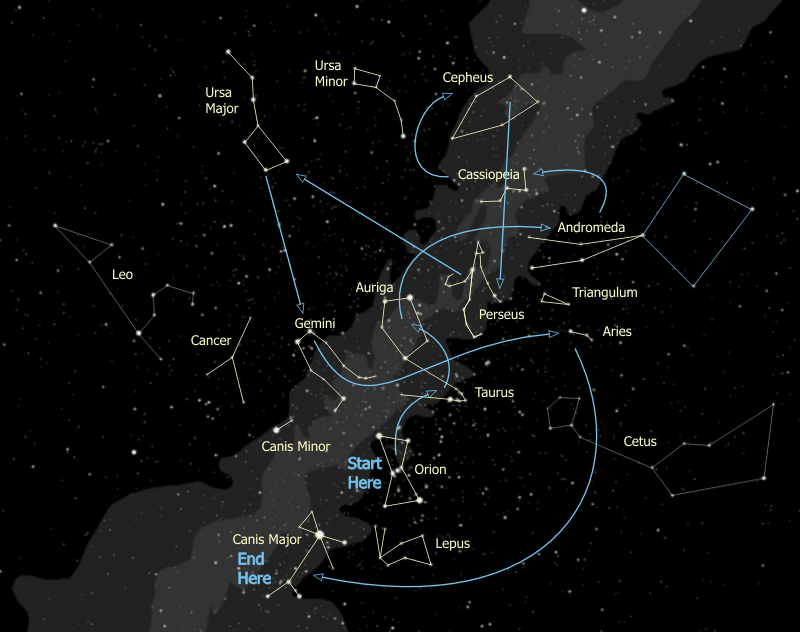 Ursa
Minor
Cepheus
Ursa
Major
Cassiopeia
Andromeda
Leo
Auriga
Triangulum
Perseus
Gemini
Aries
Cancer
Taurus
Canis Minor
Cetus
Start
Here
Orion
Canis Major
Lepus
End
Here